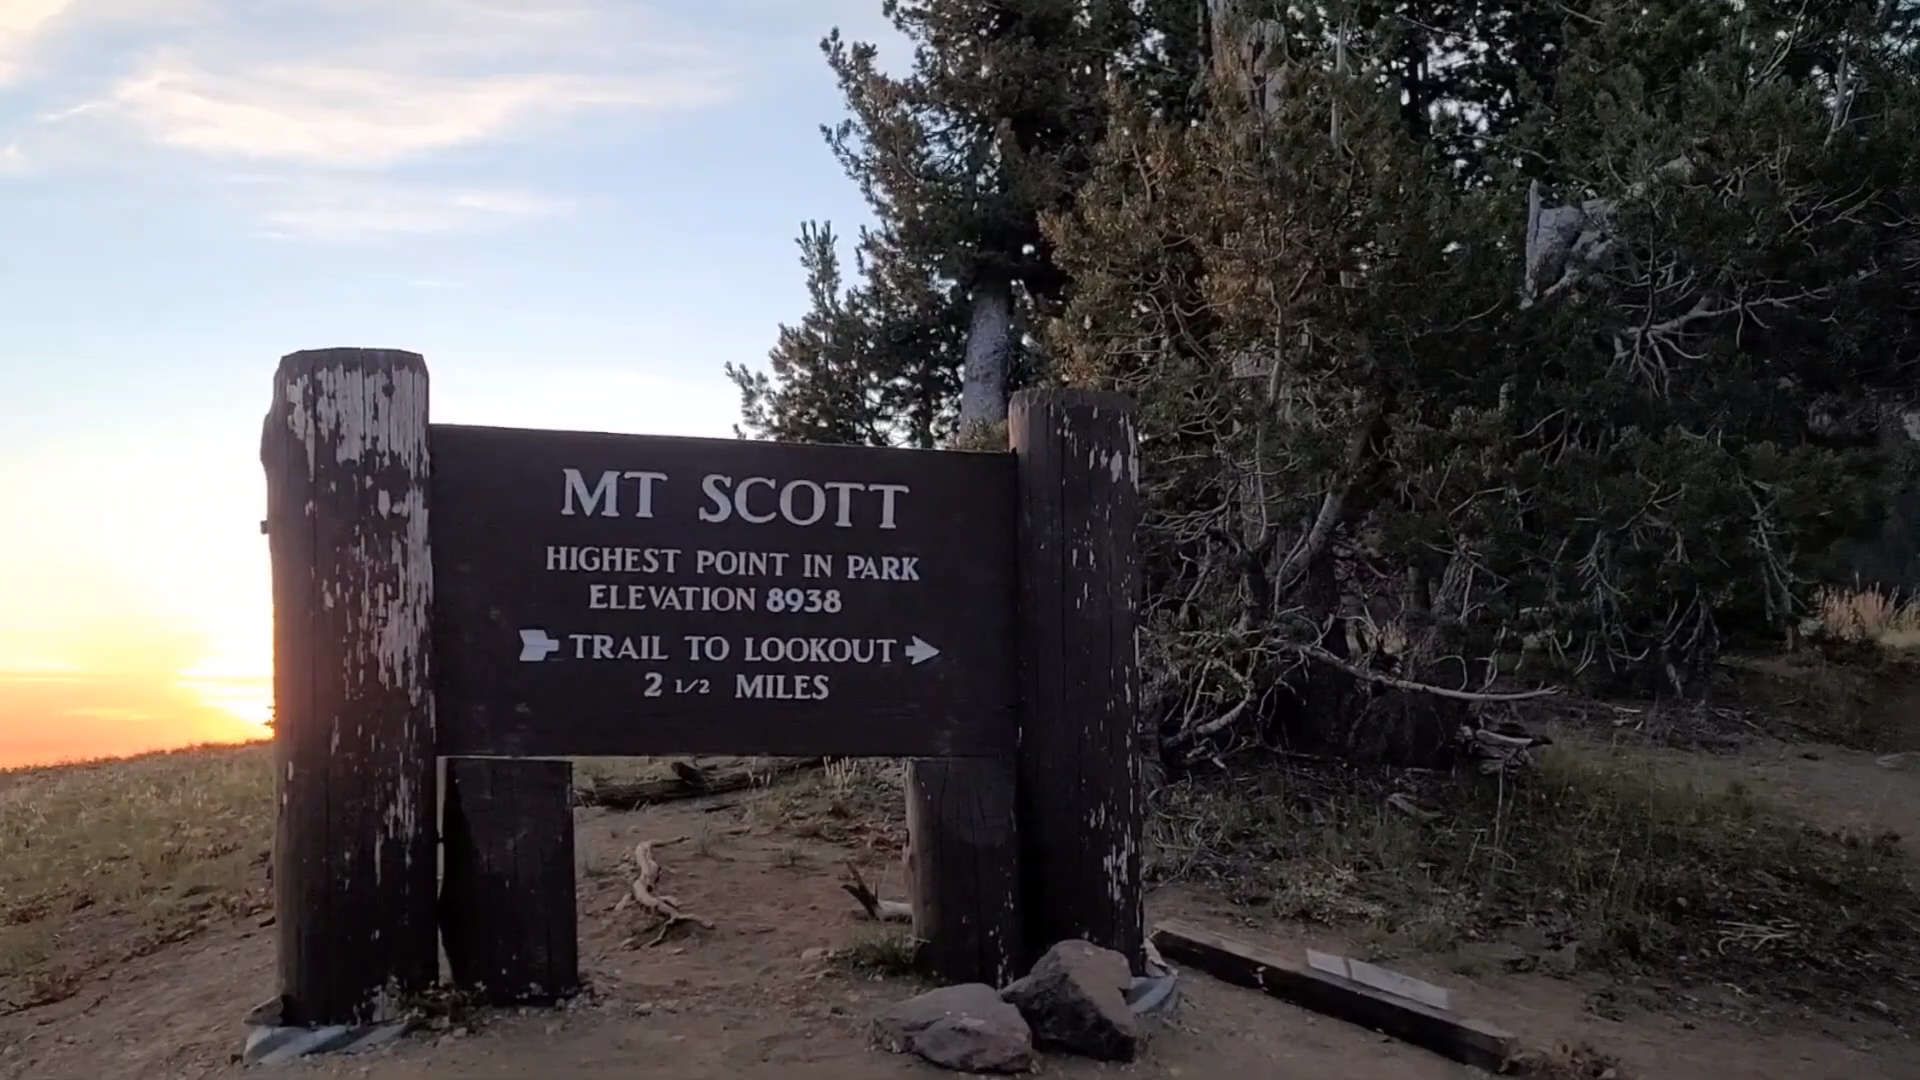 MT SCOTT
HIGHEST POINT IN PARK
ELEVATION 8938
TRAIL TO LOOKOUT
2 1/2 MILES